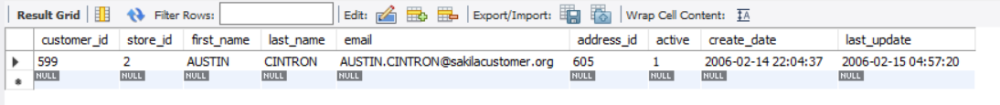 Result Grid Filter Rows: Edit: Export/Import: Wrap Cell Content: IA
customer_id store_id first_name last_name email address_id active create_date last_update
599 2 AUSTIN CINTRON AUSTIN.CINTRON@sakilacustomer.org 605 1 2006-02-14 22:04:37 2006-02-15 04:57:20
NULL NULL NULL NULL NULL NULL NULL NULL NULL